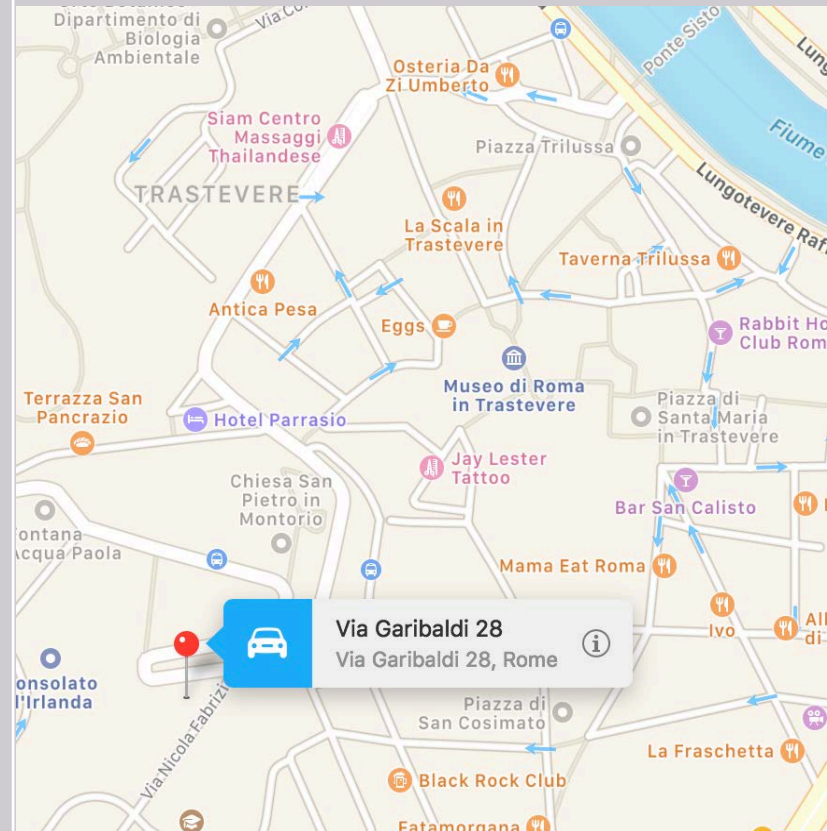 Dipartimento di
Biologia
Ambientale
Ponte Sisto
Osteria Da
Zi Umberto
Siam Centro
Massaggi
Thailandese
Piazza Trilussa
Fiume
TRASTEVERE
La Scala in
Trastevere
Taverna Trilussa
Antica Pesa
Eggs
Rabbit Ho
Club Rom
Museo di Roma
in Trastevere
Terrazza San
Pancrazio
Hotel Parrasio
Piazza di
Santa Maria
in Trastevere
Jay Lester
Tattoo
Chiesa San
Pietro in
Montorio
Bar San Calisto
ontana
Acqua Paola
Mama Eat Roma
Ivo
Via Garibaldi 28
Via Garibaldi 28, Rome
onsolato
l'Irlanda
Via Nicola Fabrizi
Piazza di
San Cosimato
La Fraschetta
Black Rock Club
Fatamorgana